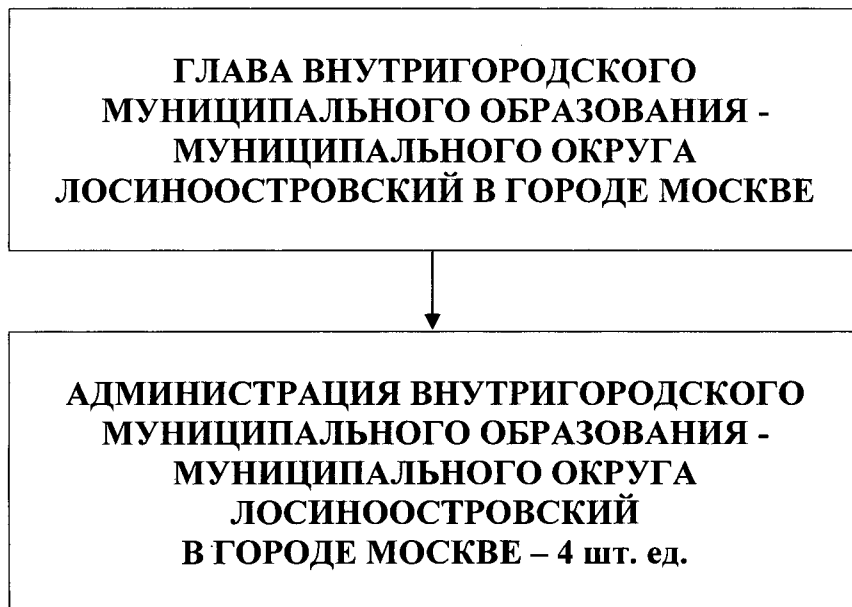 ГЛАВА ВНУТРИГОРОДСКОГО
МУНИЦИПАЛЬНОГО ОБРАЗОВАНИЯ -
МУНИЦИПАЛЬНОГО ОКРУГА
ЛОСИНООСТРОВСКИЙ В ГОРОДЕ МОСКВЕ
АДМИНИСТРАЦИЯ ВНУТРИГОРОДСКОГО
МУНИЦИПАЛЬНОГО ОБРАЗОВАНИЯ -
МУНИЦИПАЛЬНОГО ОКРУГА
ЛОСИНООСТРОВСКИЙ
В ГОРОДЕ МОСКВЕ – 4 шт. ед.